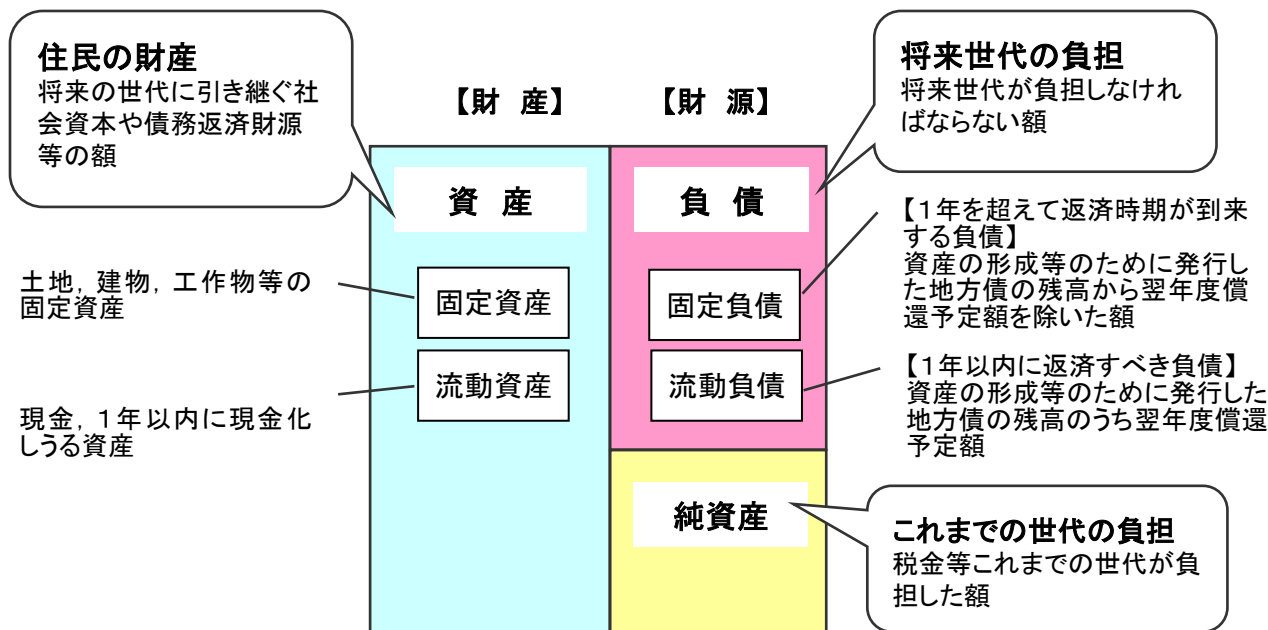 住民の財産
将来の世代に引き継ぐ社
会資本や債務返済財源
等の額
【財 産】
【財 源】
将来世代の負担
将来世代が負担しなけれ
ばならない額
資 産
負 債
土地, 建物, 工作物等の
固定資産
固定資産
固定負債
【１年を超えて返済時期が到来
する負債】
資産の形成等のために発行し
た地方債の残高から翌年度償
還予定額を除いた額
現金, １年以内に現金化
しうる資産
流動資産
流動負債
【１年以内に返済すべき負債】
資産の形成等のために発行した
地方債の残高のうち翌年度償還
予定額
純資産
これまでの世代の負担
税金等これまでの世代が負
担した額